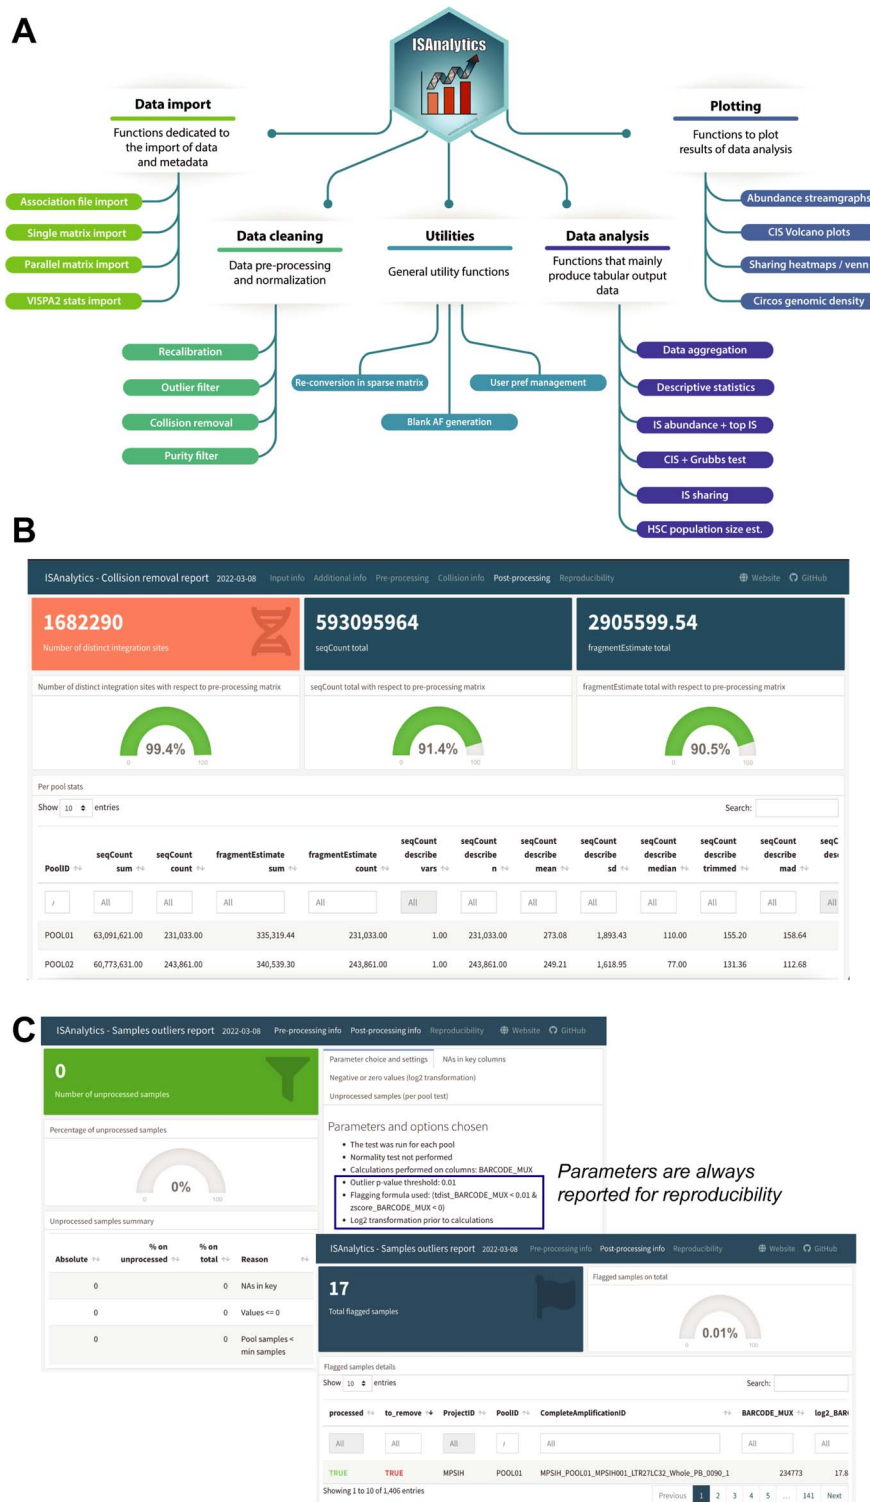 A
ISAnalytics
Data import
Functions dedicated to
the import of data
and metadata
Association file import
Single matrix import
Parallel matrix import
VISPA2 stats import
Data cleaning
Data pre-processing
and normalization
Recalibration
Outlier filter
Collision removal
Purity filter
Utilities
General utility functions
Re-conversion in sparse matrix
User pref management
Blank AF generation
Data analysis
Functions that mainly
produce tabular output
data
Data aggregation
Descriptive statistics
IS abundance + top IS
CIS + Grubbs test
IS sharing
HSC population size est.
Plotting
Functions to plot
results of data analysis
Abundance streamgraphs
CIS Volcano plots
Sharing heatmaps / venn
Circos genomic density
B
ISAnalytics - Collision removal report 2022-03-08 Input info Additional info Pre-processing Collision info Post-processing Reproducibility Website GitHub
1682290
Number of distinct integration sites
593095964
seqCount total
2905599.54
fragmentEstimate total
Number of distinct integration sites with respect to pre-processing matrix
99.4%
0 100
seqCount total with respect to pre-processing matrix
91.4%
0 100
fragmentEstimate total with respect to pre-processing matrix
90.5%
0 100
Per pool stats
Show 10 entries
Search:
seqCount seqCount seqCount seqCount seqCount seqCount seqC
seqCount seqCount fragmentEstimate fragmentEstimate describe describe describe describe describe describe describe desc
PoolID sum count sum count vars n mean sd median trimmed mad
All All All All All All All All All All All All
POOL01 63,091,621.00 231,033.00 335,319.44 231,033.00 1.00 231,033.00 273.08 1,893.43 110.00 155.20 158.64
POOL02 60,773,631.00 243,861.00 340,539.30 243,861.00 1.00 243,861.00 249.21 1,618.95 77.00 131.36 112.68
C
ISAnalytics - Samples outliers report 2022-03-08 Pre-processing info Post-processing info Reproducibility Website GitHub
0
Number of unprocessed samples
Percentage of unprocessed samples
0%
0 100
Unprocessed samples summary
% on % on
Absolute unprocessed total Reason
0 0 NAs in key
0 0 Values <= 0
0 0 Pool samples <
min samples
Parameter choice and settings NAs in key columns
Negative or zero values (log2 transformation)
Unprocessed samples (per pool test)
Parameters and options chosen
• The test was run for each pool
• Normality test not performed
• Calculations performed on columns: BARCODE_MUX
• Outlier p-value threshold: 0.01
• Flagging formula used: (tdist_BARCODE_MUX < 0.01 &
zscore_BARCODE_MUX < 0)
• Log2 transformation prior to calculations
Parameters are always
reported for reproducibility
ISAnalytics - Samples outliers report 2022-03-08 Pre-processing info Post-processing info Reproducibility Website GitHub
17
Total flagged samples
Flagged samples on total
0.01%
0 100
Flagged samples details
Show 10 entries
Search:
processed to_remove ProjectID PoolID CompleteAmplificationID BARCODE_MUX log2_BAR
All All All All All All
TRUE TRUE MPSIH POOL01 MPSIH_POOL01_MPSIH001_LTR27LC32_Whole_PB_0090_1 234773 17.8
Showing 1 to 10 of 1,406 entries
Previous 1 2 3 4 5 ... 141 Next